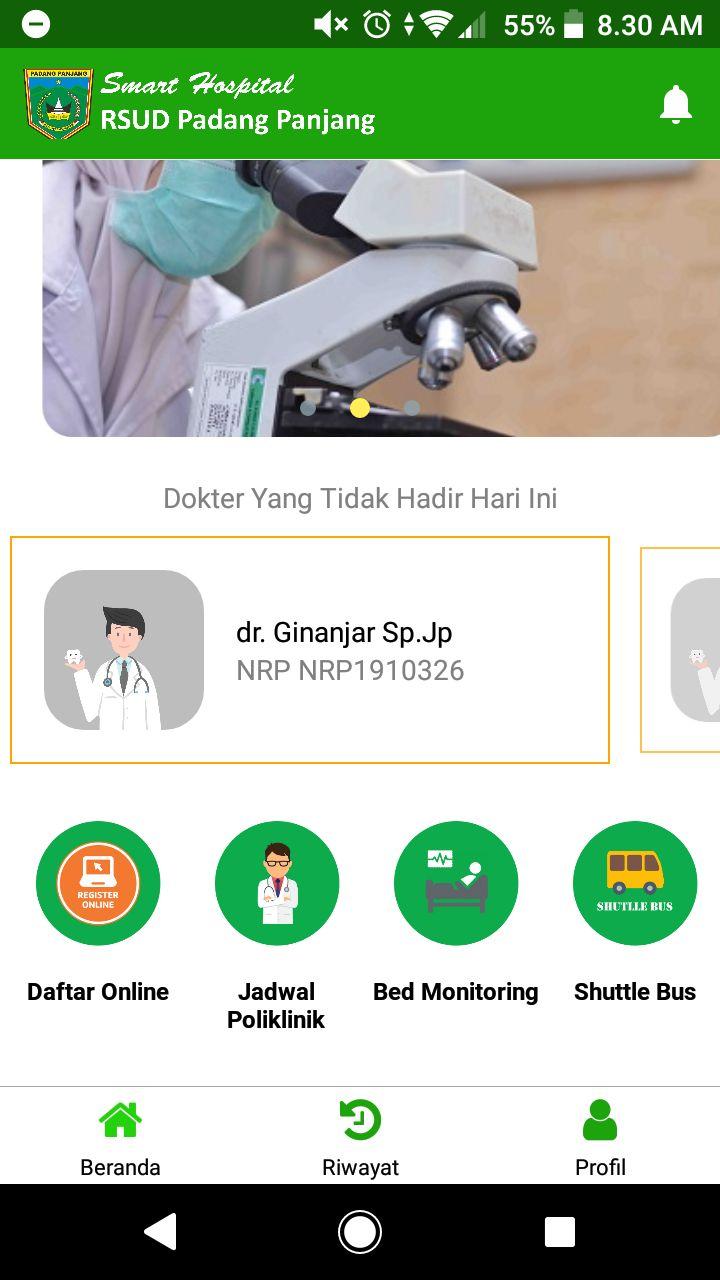 55% 8.30 AM
PADANG PANJANG
Smart Hospital
RSUD Padang Panjang
Dokter Yang Tidak Hadir Hari Ini
dr. Ginanjar Sp.Jp
NRP NRP1910326
REGISTER
ONLINE
SHUTLLE BUS
Daftar Online
Jadwal
Poliklinik
Bed Monitoring
Shuttle Bus
Beranda
Riwayat
Profil